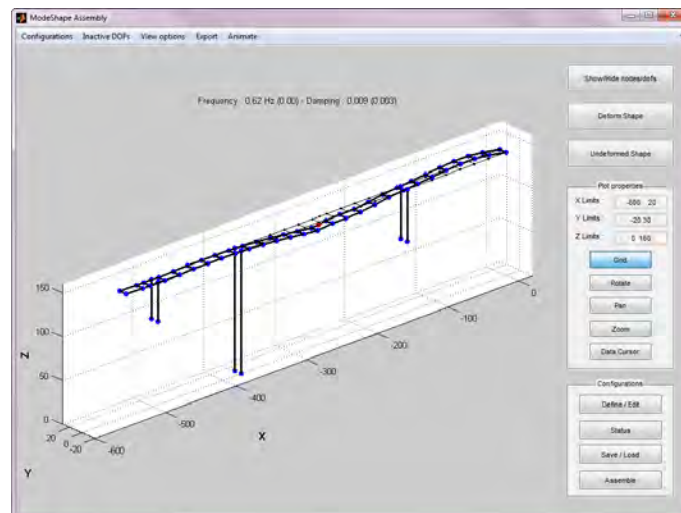 ModeShape Assembly
Configurations Inactive DOFs View options Export Animate
Frequency : 0.62 Hz (0.00) - Damping : 0.009 (0.003)
Show/Hide nodes/dofs
Deform Shape
Undeformed Shape
Plot properties
X Limits -600 20
Y Limits -20 30
Z Limits 0 160
Grid
Rotate
Pan
Zoom
Data Cursor
Configurations
Define / Edit
Status
Save / Load
Assemble
150
100
50
0
Z
20
0
-20
Y
-600
-500
-400
-300
-200
-100
0
X